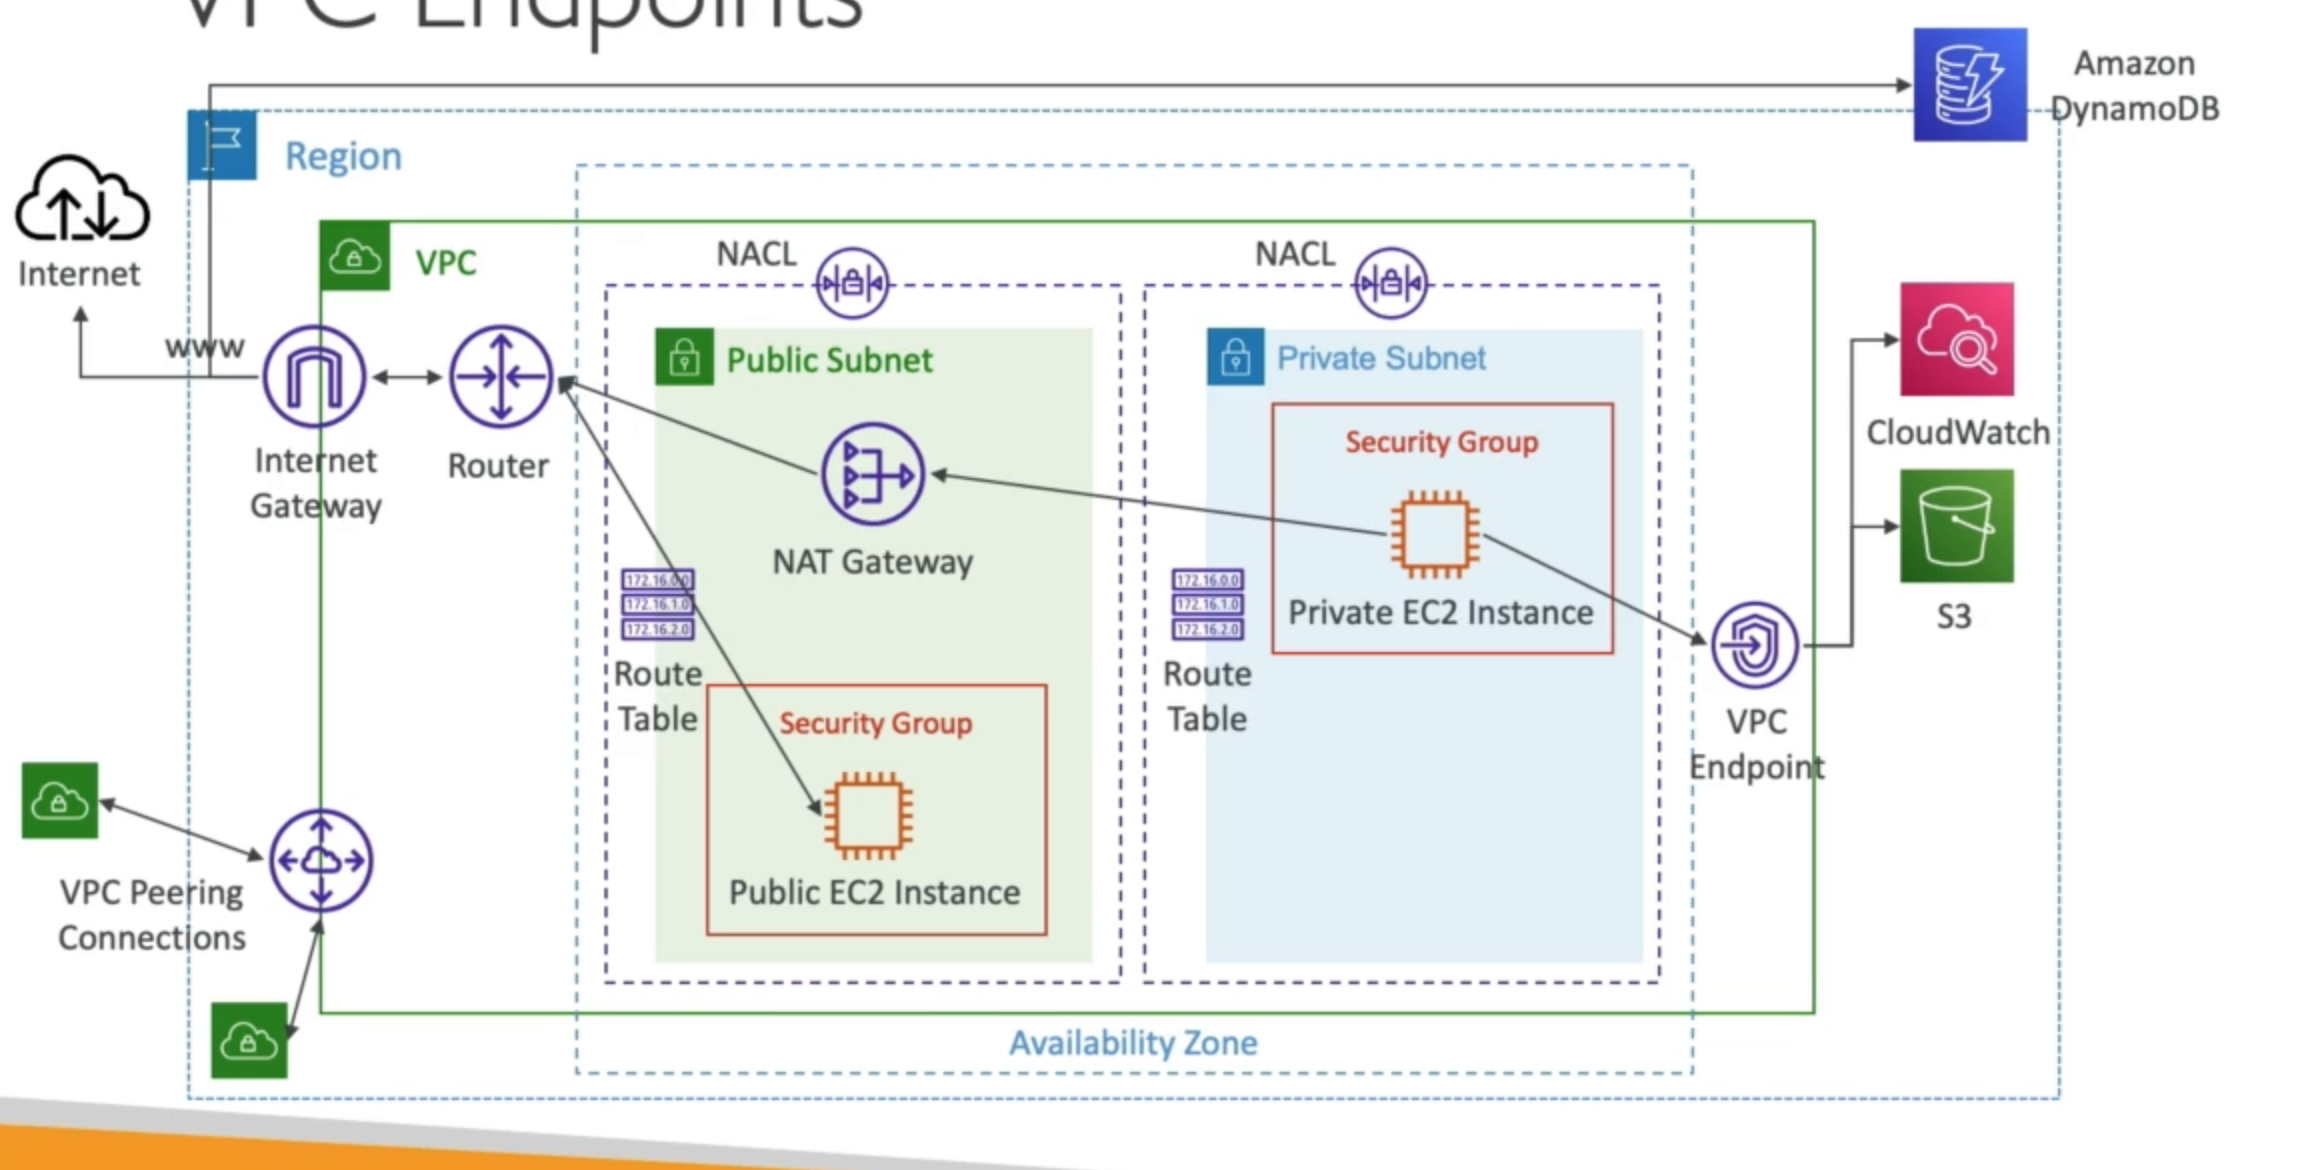 VPC Endpoints
Amazon
DynamoDB
Region
Internet
www
VPC
NACL
NACL
Public Subnet
Private Subnet
Internet
Gateway
Router
NAT Gateway
Security Group
Private EC2 Instance
CloudWatch
S3
172.16.0.0
172.16.1.0
172.16.2.0
Route
Table
172.16.0.0
172.16.1.0
172.16.2.0
Route
Table
Security Group
Public EC2 Instance
VPC
Endpoint
VPC Peering
Connections
Availability Zone